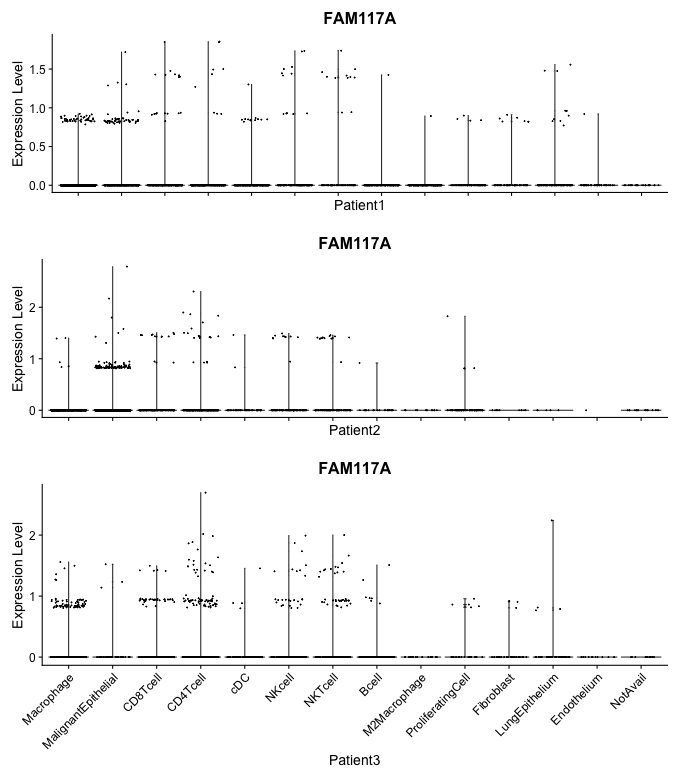 FAM117A
Expression Level
1.5
1.0
0.5
0.0
Patient1
FAM117A
Expression Level
2
1
0
Patient2
FAM117A
Expression Level
2
1
0
Macrophage
MalignantEpithelial
CD8Tcell
CD4Tcell
cDC
NKcell
NKTcell
Bcell
M2Macrophage
ProliferatingCell
Fibroblast
LungEpithelium
Endothelium
NotAvail
Patient3